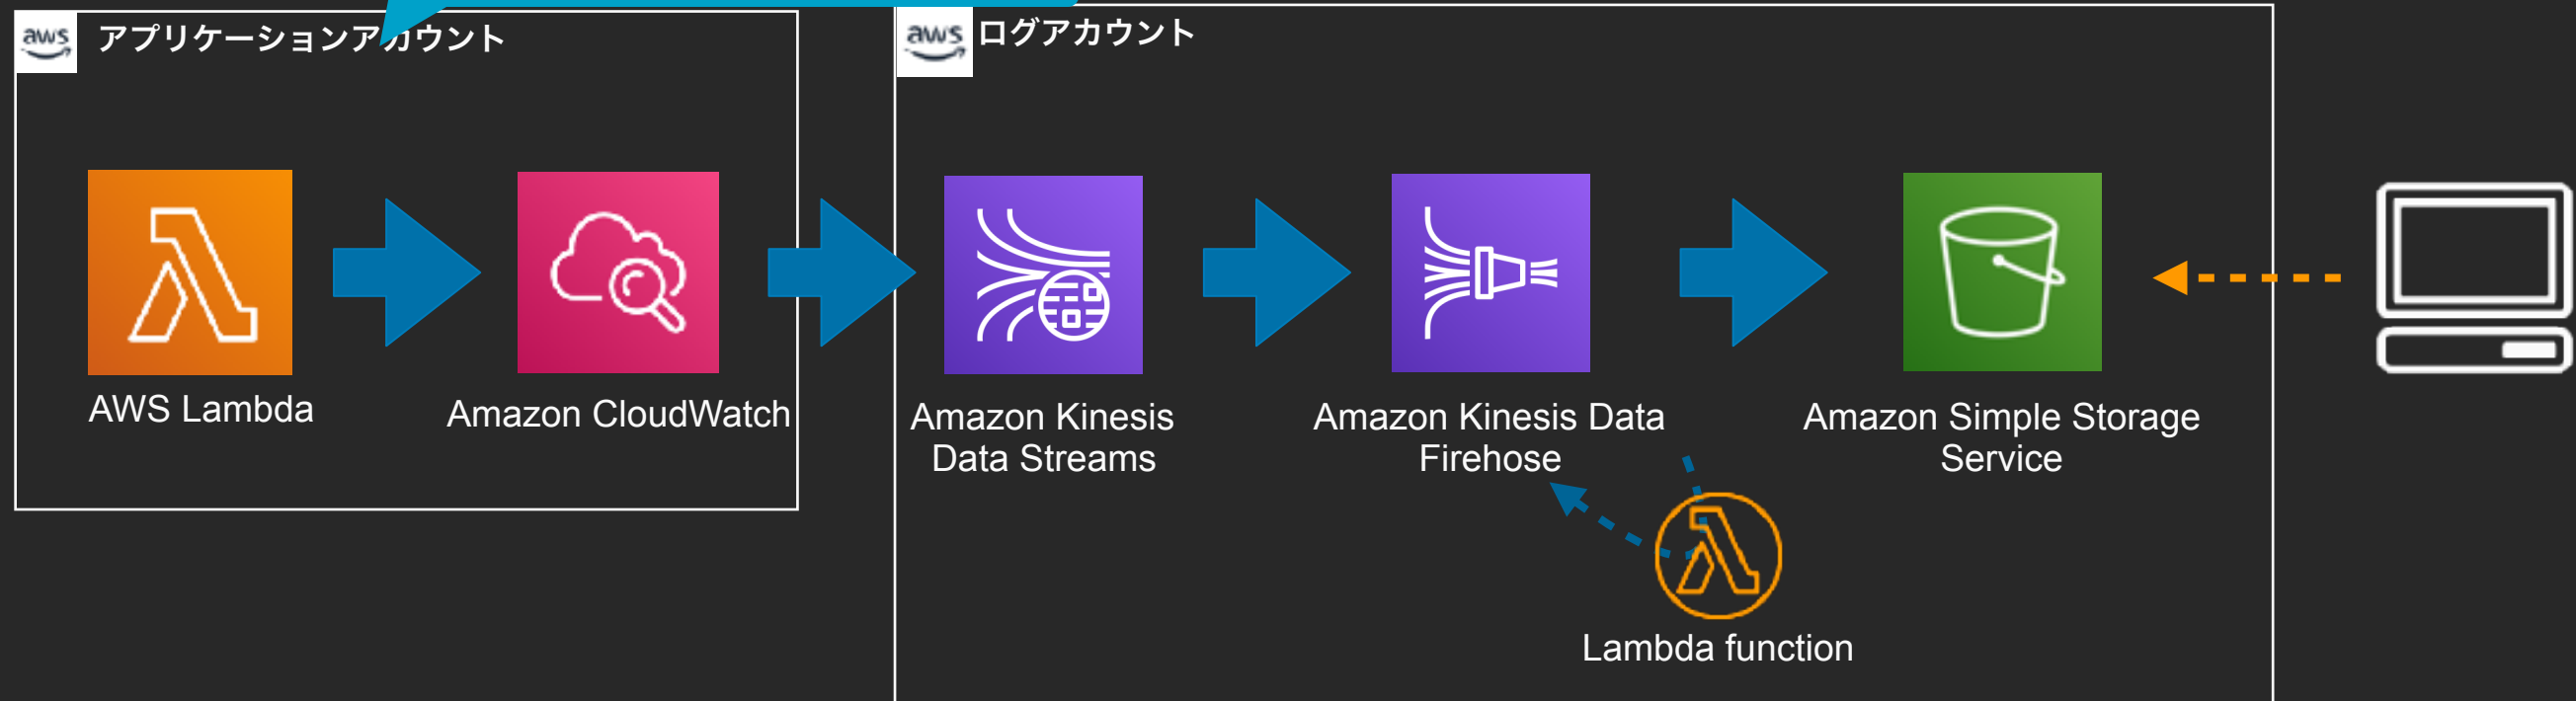 aws
アプリケーションアカウント
aws
ログアカウント
AWS Lambda
Amazon CloudWatch
Amazon Kinesis
Data Streams
Amazon Kinesis Data
Firehose
Amazon Simple Storage
Service
Lambda function